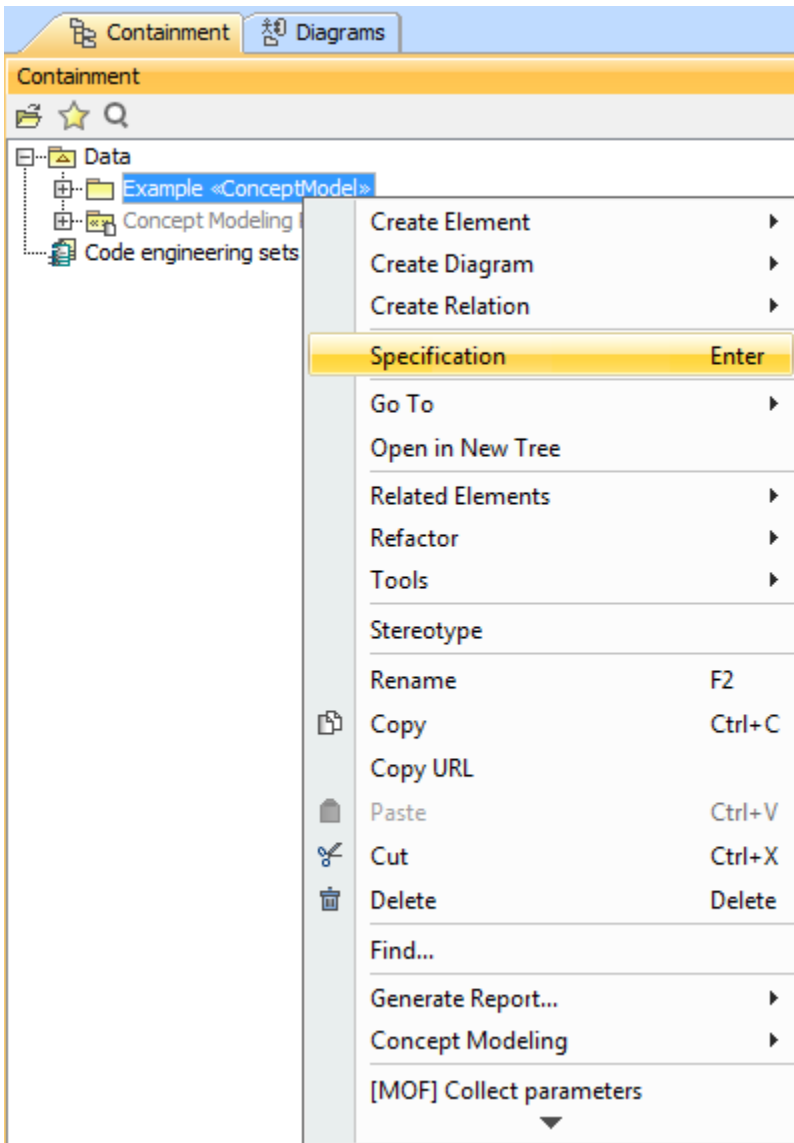 Containment Diagrams
Containment
Data
Example «ConceptModel»
Concept Modeling
Code engineering sets
Create Element
Create Diagram
Create Relation
Specification Enter
Go To
Open in New Tree
Related Elements
Refactor
Tools
Stereotype
Rename F2
Copy Ctrl+C
Copy URL
Paste Ctrl+V
Cut Ctrl+X
Delete Delete
Find...
Generate Report...
Concept Modeling
[MOF] Collect parameters